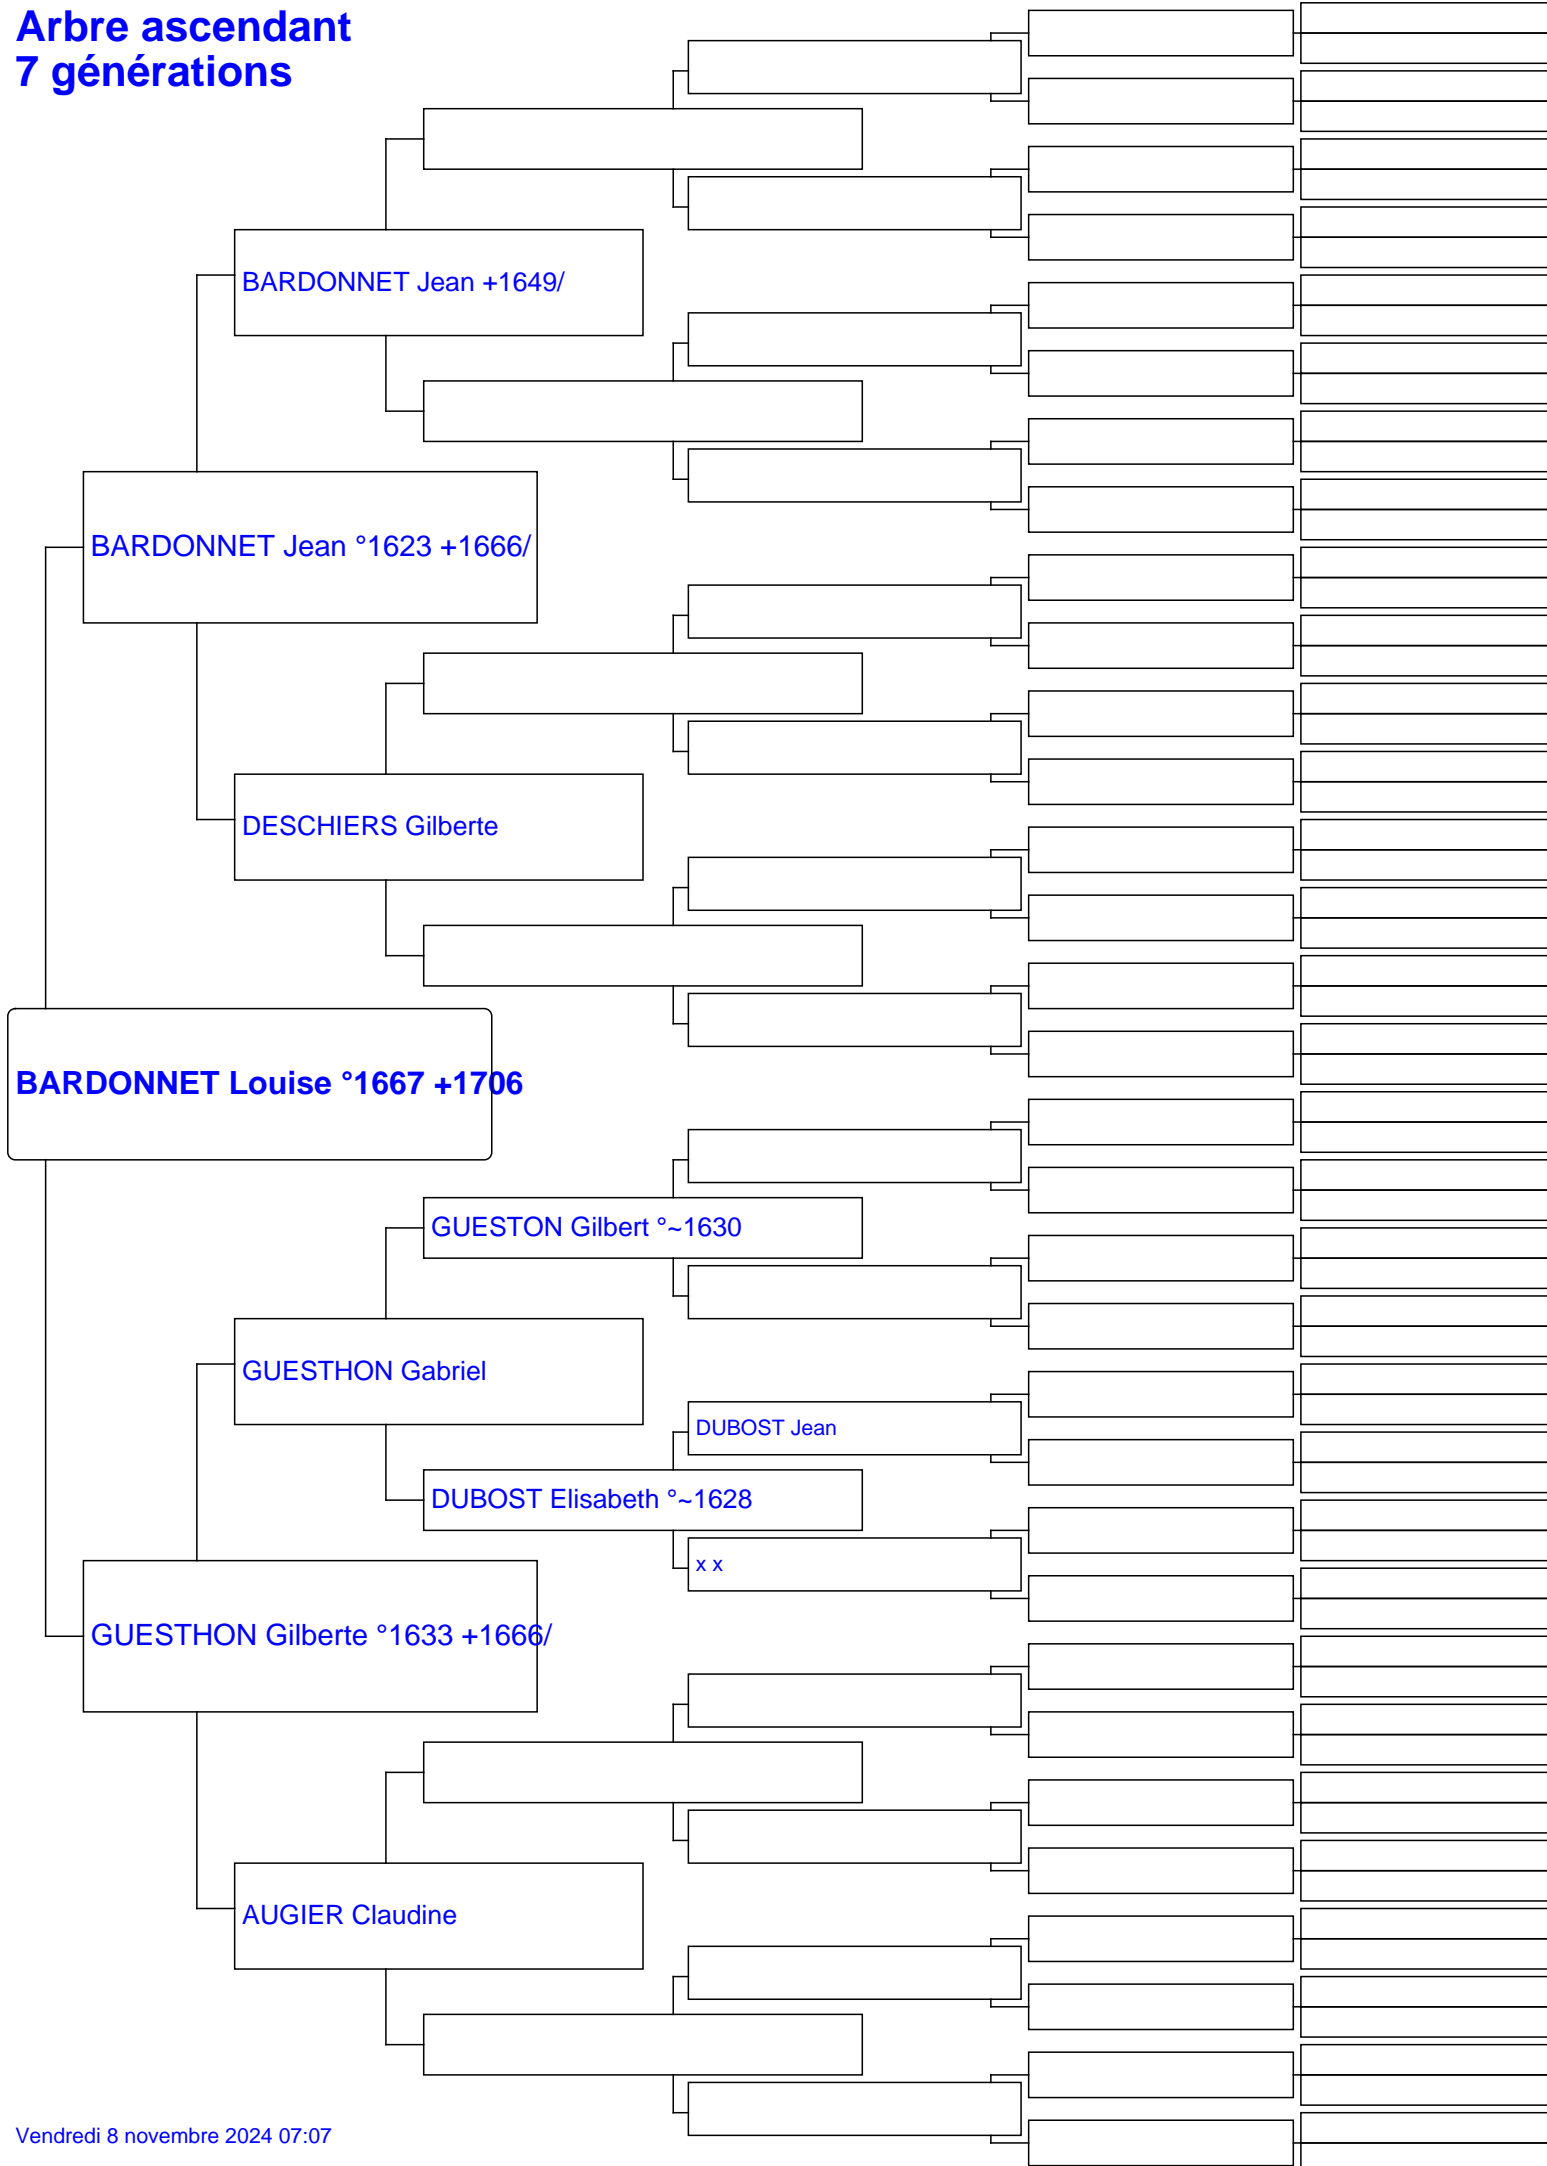 Arbre ascendant
7 générations
BARDONNET Jean +1649/
BARDONNET Jean °1623 +1666/
DESCHIERS Gilberte
BARDONNET Louise °1667 +1706
GUESTON Gilbert °~1630
GUESTHON Gabriel
DUBOST Jean
DUBOST Elisabeth °~1628
x x
GUESTHON Gilberte °1633 +1666/
AUGIER Claudine
Vendredi 8 novembre 2024 07:07